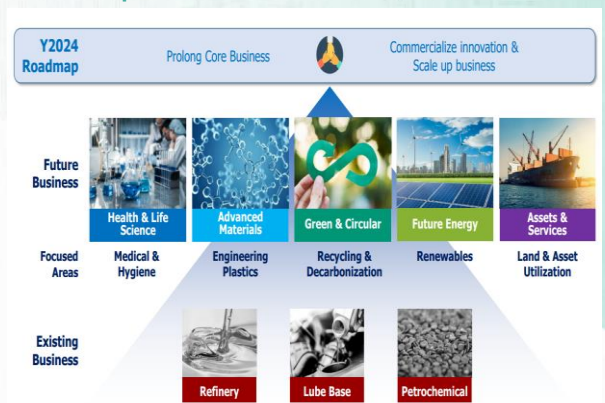 Y2024
Roadmap
Prolong Core Business
Commercialize innovation &
Scale up business
Future
Business
Health & Life
Science
Advanced
Materials
Green & Circular
Future Energy
Assets &
Services
Focused
Areas
Medical &
Hygiene
Engineering
Plastics
Recycling &
Decarbonization
Renewables
Land & Asset
Utilization
Existing
Business
Refinery
Lube Base
Petrochemical